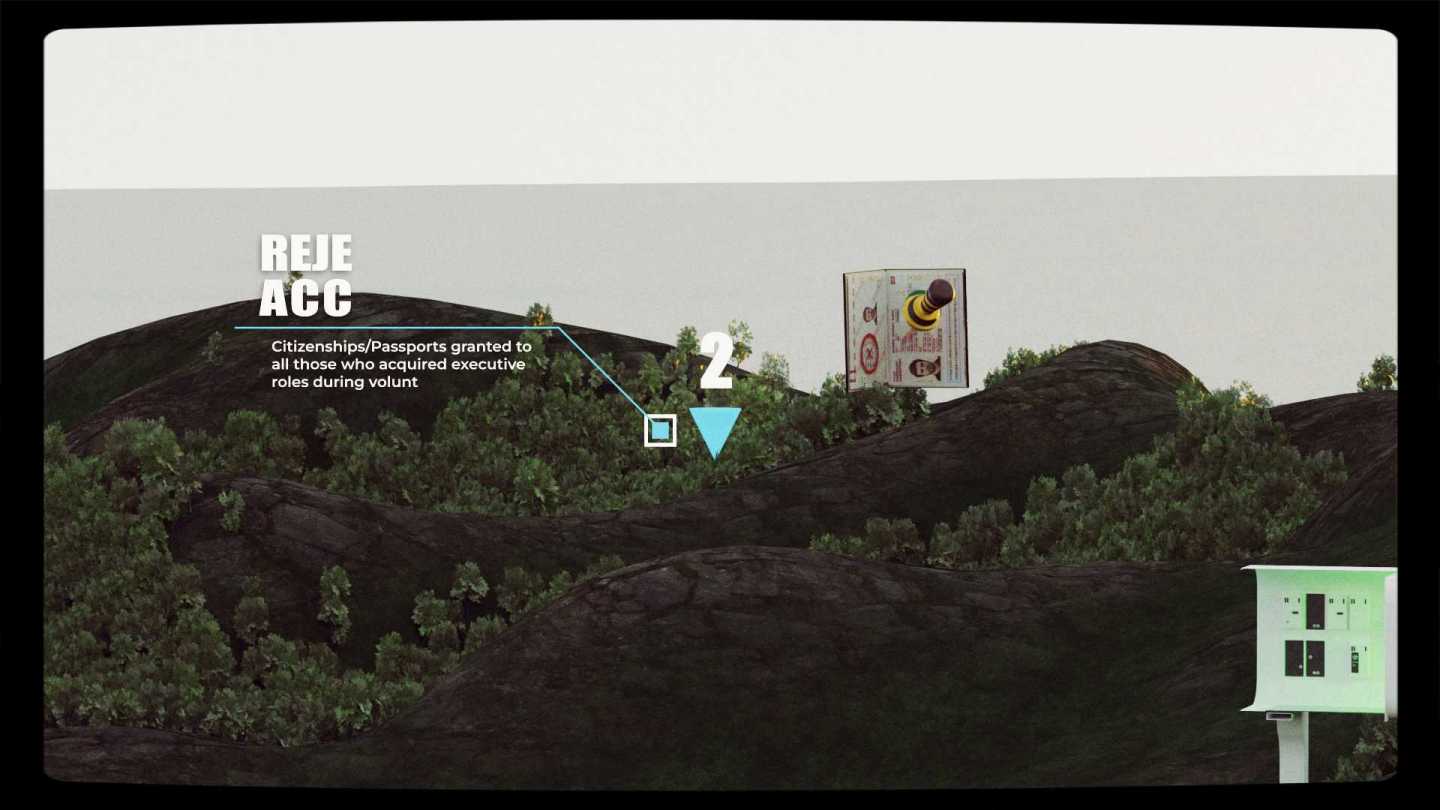 REJE
ACC
Citizenships/Passports granted to
all those who acquired executive
roles during volunt
2